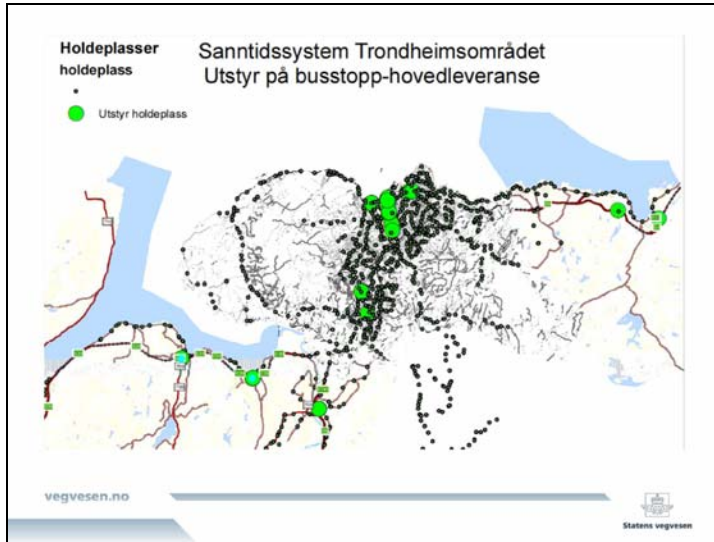 Holdeplasser
holdeplass
Utstyr holdeplass
Sanntidssystem Trondheimsområdet
Utstyr på busstopp-hovedleveranse
vegvesen.no
Statens vegvesen